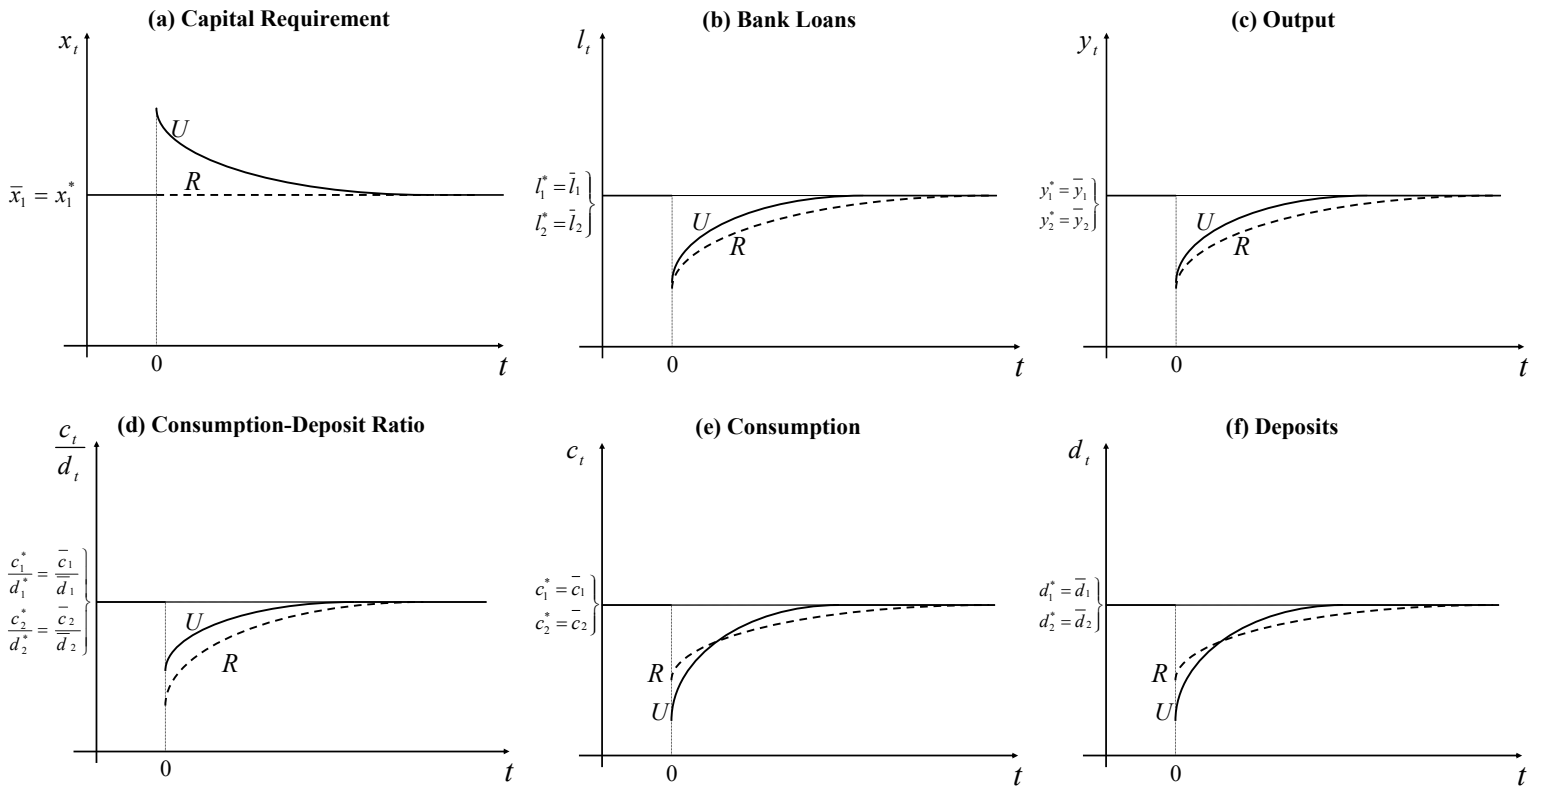 (a) Capital Requirement
x_t
U
R
x̄_1 = x_1^*
0
t
(b) Bank Loans
l_t
l_1^* = l̄_1
l_2^* = l̄_2
U
R
0
t
(c) Output
y_t
y_1^* = ȳ_1
y_2^* = ȳ_2
U
R
0
t
(d) Consumption-Deposit Ratio
c_t / d_t
c_1^* / d_1^* = c̄_1 / d̄_1
c_2^* / d_2^* = c̄_2 / d̄_2
U
R
0
t
(e) Consumption
c_t
c_1^* = c̄_1
c_2^* = c̄_2
R
U
0
t
(f) Deposits
d_t
d_1^* = d̄_1
d_2^* = d̄_2
R
U
0
t